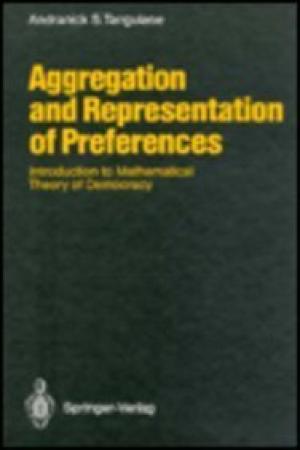 Andranick S. Tanguiane
Aggregation
and Representation
of Preferences
Introduction to Mathematical
Theory of Democracy
Springer-Verlag